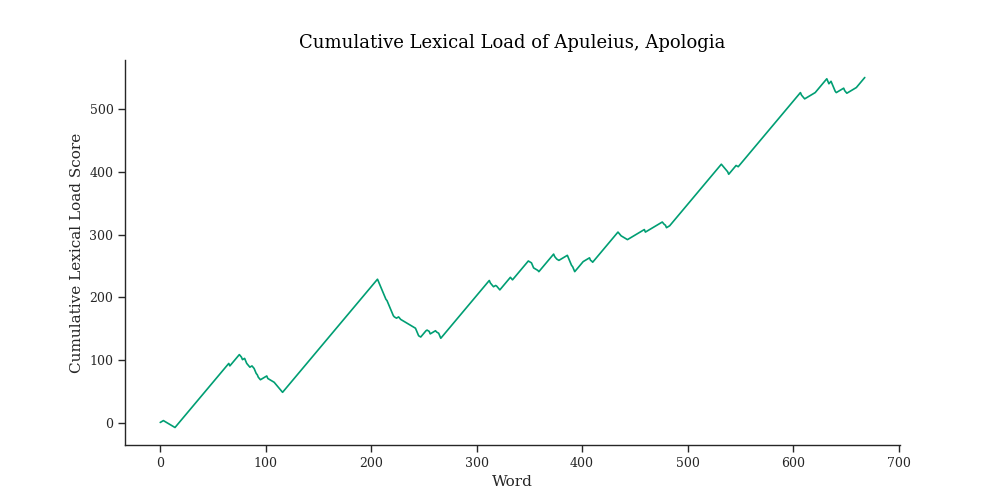 Cumulative Lexical Load of Apuleius, Apologia
Cumulative Lexical Load Score
500
400
300
200
100
0
0 100 200 300 400 500 600 700
Word